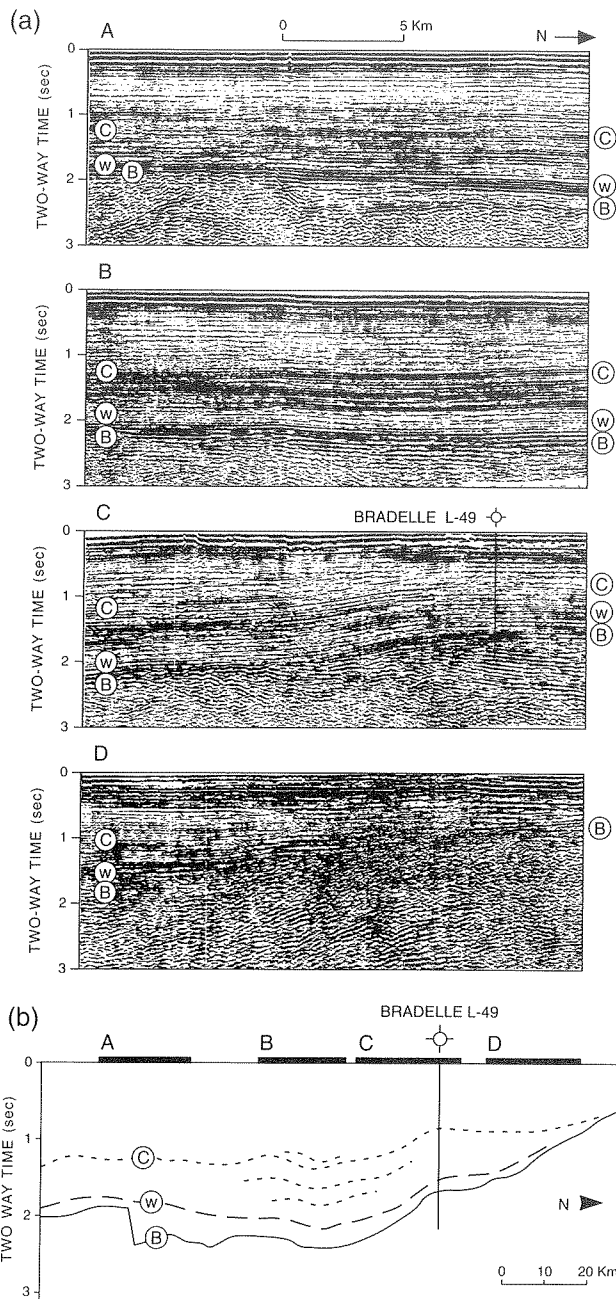 (a)
A
0 5 Km N
TWO-WAY TIME (sec)
0
1
2
3
C
W
B
C
W
B
B
TWO-WAY TIME (sec)
0
1
2
3
C
W
B
C
W
B
BRADELLE L-49
C
TWO-WAY TIME (sec)
0
1
2
3
C
W
B
C
W
B
D
TWO-WAY TIME (sec)
0
1
2
3
C
W
B
B
(b)
BRADELLE L-49
A B C D
TWO WAY TIME (sec)
0
1
2
3
C
W
B
N
0 10 20 Km